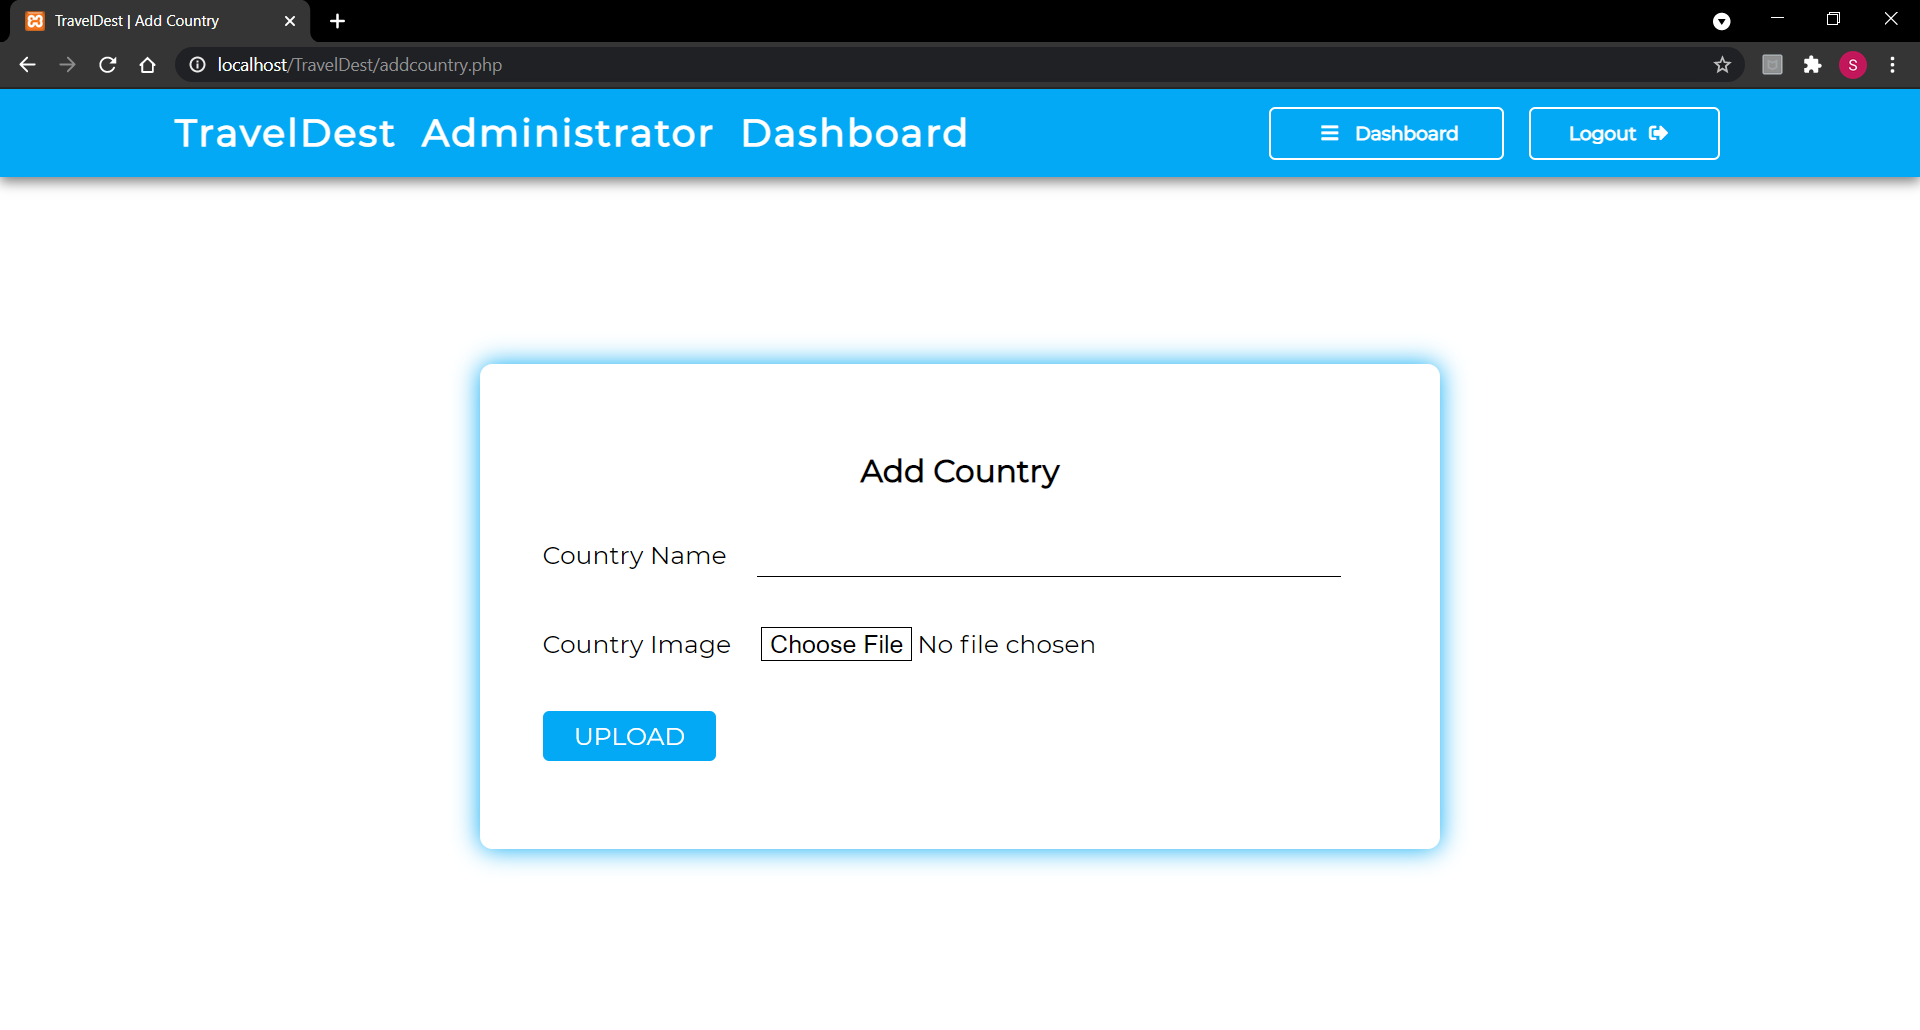 TravelDest | Add Country
localhost/TravelDest/addcountry.php
S
TravelDest Administrator Dashboard
Dashboard
Logout
Add Country
Country Name
Country Image Choose File No file chosen
UPLOAD